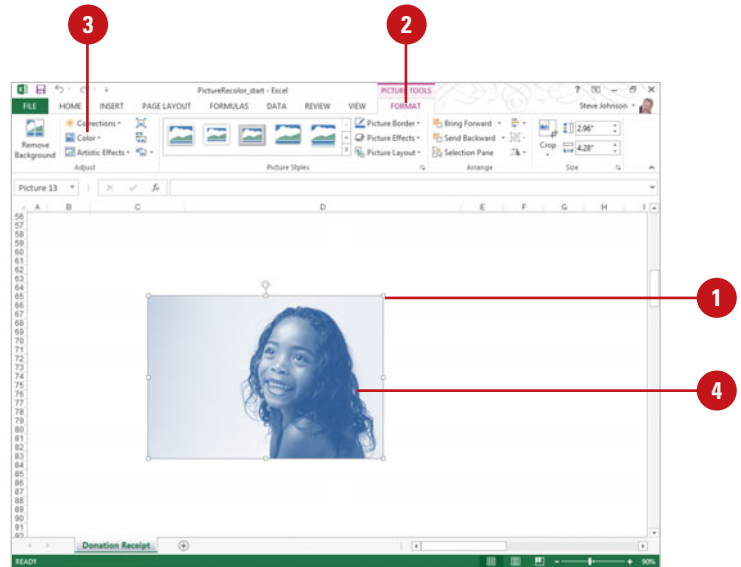 3
2
PictureRecolor_start - Excel
PICTURE TOOLS
?
FILE
HOME
INSERT
PAGE LAYOUT
FORMULAS
DATA
REVIEW
VIEW
FORMAT
Steve Johnson
Remove Background
Corrections
Color
Artistic Effects
Adjust
Picture Styles
Picture Border
Picture Effects
Picture Layout
Bring Forward
Send Backward
Selection Pane
Arrange
Crop
2.96"
4.28"
Size
Picture 13
fx
A B C D E F G H I
56
57
58
59
60
61
62
63
64
65
66
67
68
69
70
71
72
73
74
75
76
77
78
79
80
81
82
83
84
85
86
87
88
89
90
91
92
1
4
Donation Receipt
READY
90%